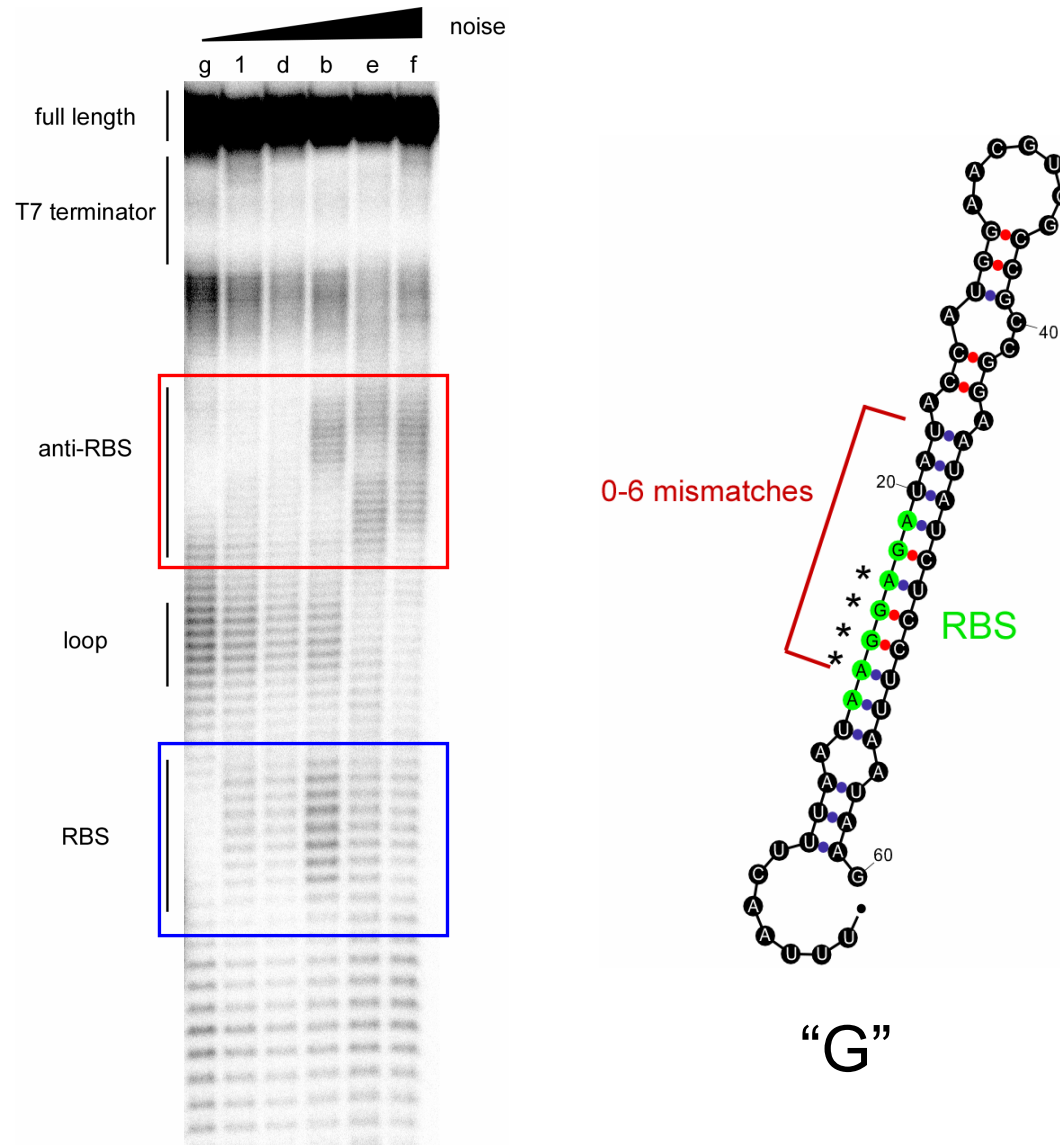 noise
g 1 d b e f
full length
T7 terminator
anti-RBS
loop
RBS
0-6 mismatches
* * * *
RBS
20
40
60
U U U A A C U U U A A U A A G G A G A U A U A C C A U G G A A C G U
G C C G C C G G A A U A U C U C C U U A A U A A G
“G”